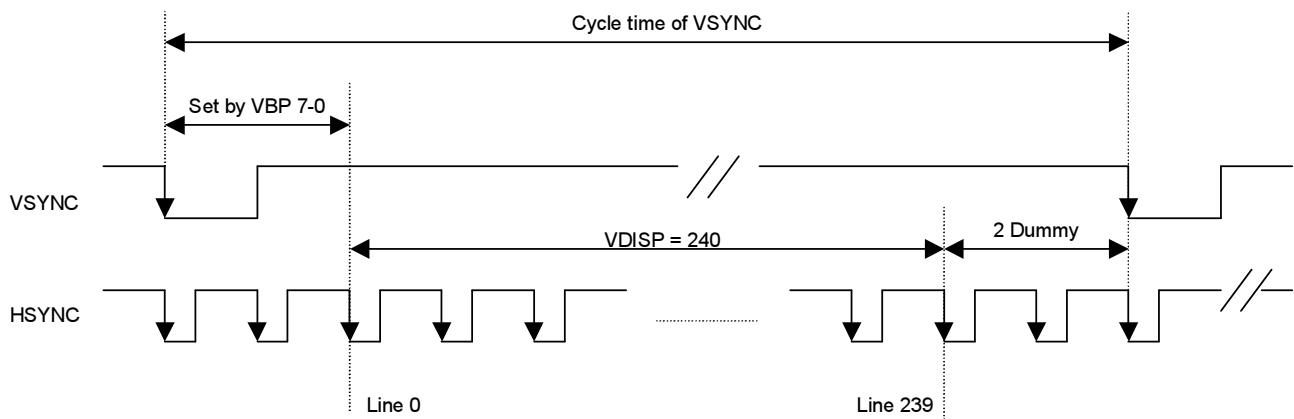 Cycle time of VSYNC
Set by VBP 7-0
VSYNC
VDISP = 240
2 Dummy
HSYNC
Line 0
Line 239